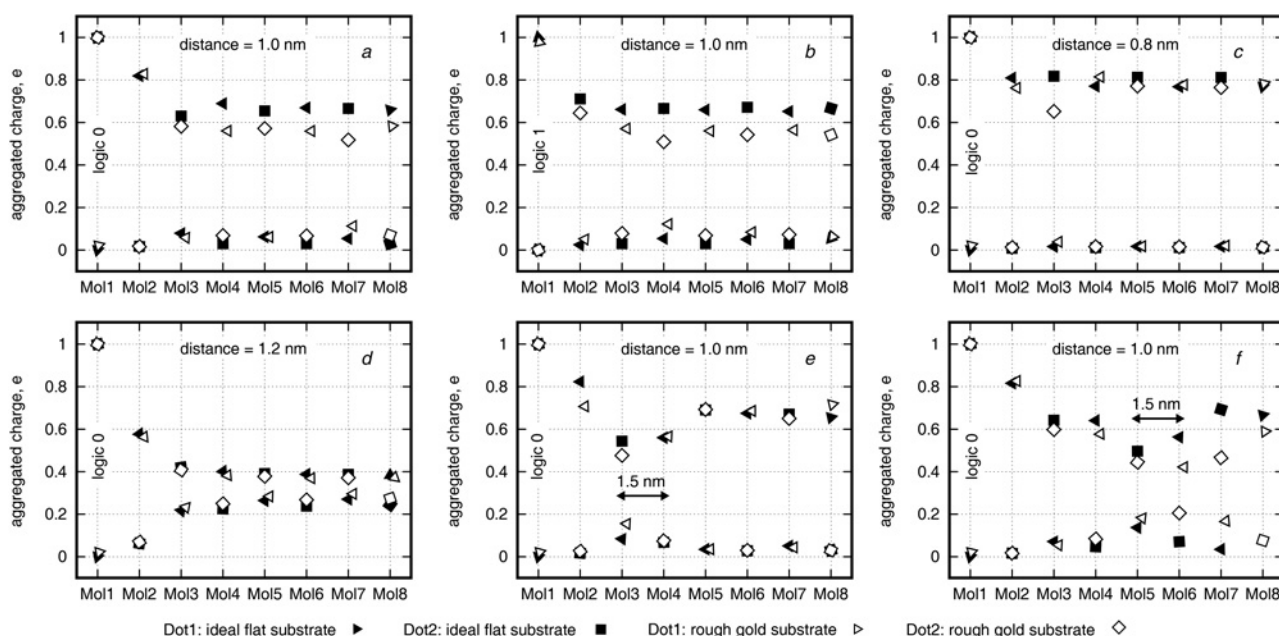 distance = 1.0 nm
a
aggregated charge, e
1
0.8
0.6
0.4
0.2
0
logic 0
Mol1 Mol2 Mol3 Mol4 Mol5 Mol6 Mol7 Mol8
distance = 1.0 nm
b
aggregated charge, e
1
0.8
0.6
0.4
0.2
0
logic 1
Mol1 Mol2 Mol3 Mol4 Mol5 Mol6 Mol7 Mol8
distance = 0.8 nm
c
aggregated charge, e
1
0.8
0.6
0.4
0.2
0
logic 0
Mol1 Mol2 Mol3 Mol4 Mol5 Mol6 Mol7 Mol8
distance = 1.2 nm
d
aggregated charge, e
1
0.8
0.6
0.4
0.2
0
logic 0
Mol1 Mol2 Mol3 Mol4 Mol5 Mol6 Mol7 Mol8
distance = 1.0 nm
e
aggregated charge, e
1
0.8
0.6
0.4
0.2
0
logic 0
1.5 nm
Mol1 Mol2 Mol3 Mol4 Mol5 Mol6 Mol7 Mol8
distance = 1.0 nm
f
aggregated charge, e
1
0.8
0.6
0.4
0.2
0
logic 0
1.5 nm
Mol1 Mol2 Mol3 Mol4 Mol5 Mol6 Mol7 Mol8
Dot1: ideal flat substrate Dot2: ideal flat substrate Dot1: rough gold substrate Dot2: rough gold substrate